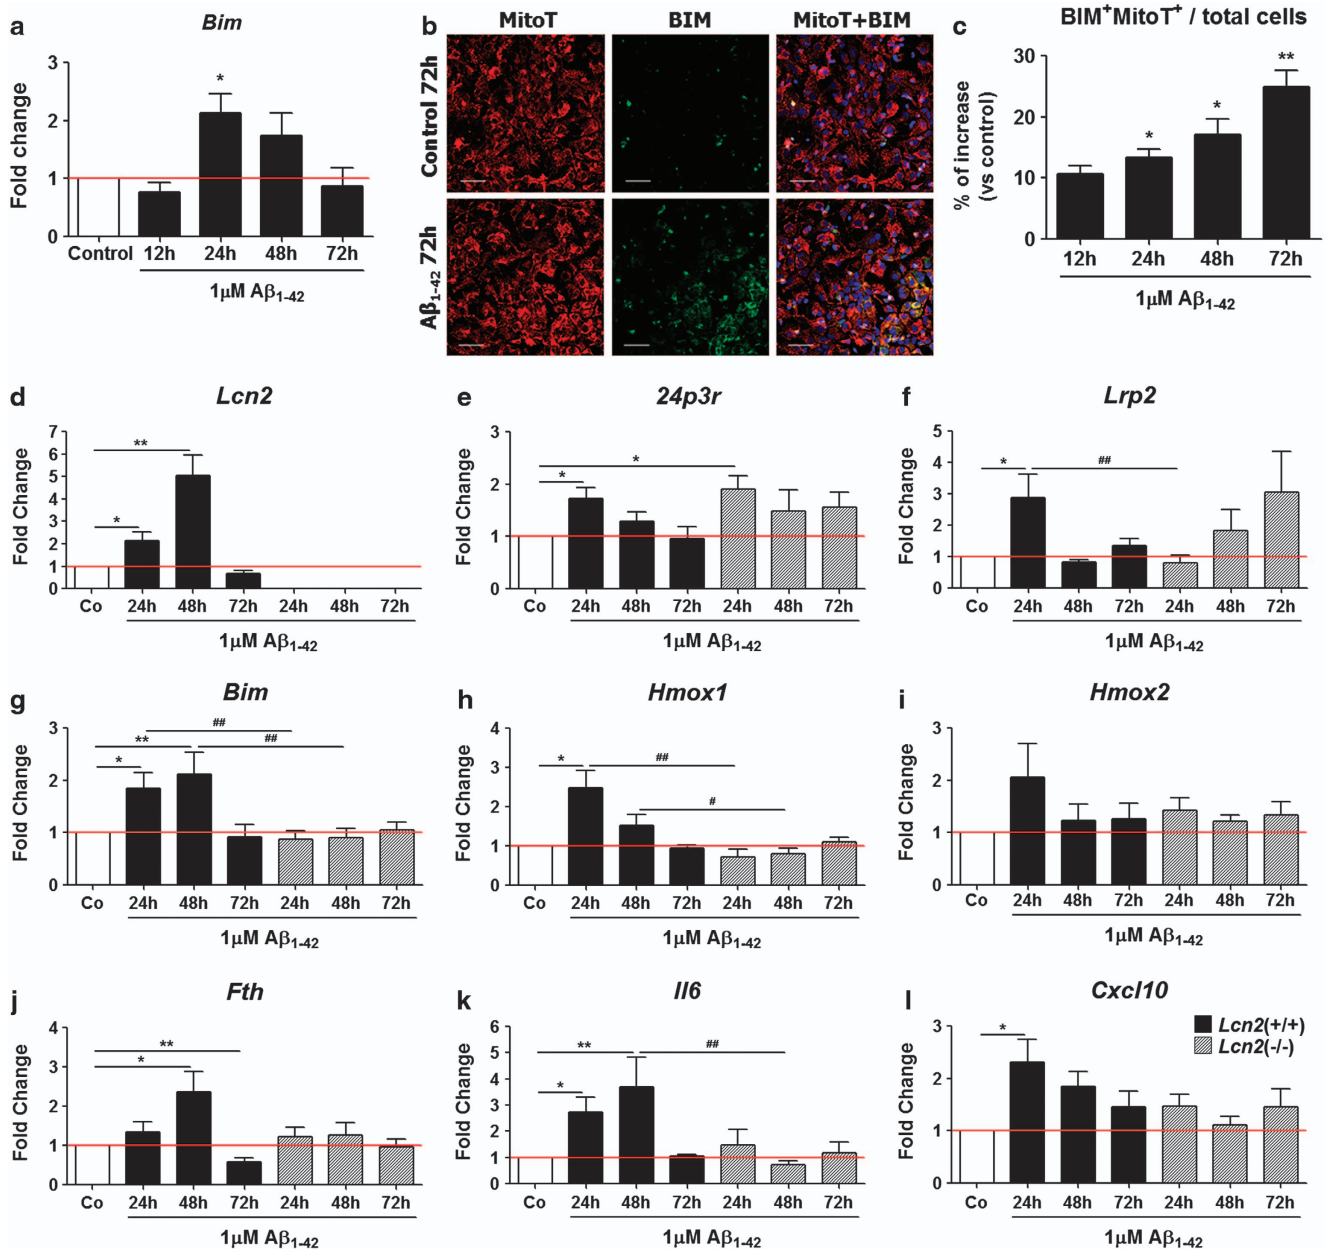 a
Bim
Fold change
3
2
1
0
*
Control 12h 24h 48h 72h
1µM Aβ1-42
b
MitoT BIM MitoT+BIM
Control 72h
Aβ1-42 72h
c
BIM+MitoT+ / total cells
% of increase
(vs control)
30
20
10
0
* * **
12h 24h 48h 72h
1µM Aβ1-42
d
Lcn2
Fold Change
7
6
5
4
3
2
1
0
**
*
Co 24h 48h 72h 24h 48h 72h
1µM Aβ1-42
e
24p3r
Fold Change
3
2
1
0
*
*
Co 24h 48h 72h 24h 48h 72h
1µM Aβ1-42
f
Lrp2
Fold Change
5
4
3
2
1
0
* ##
Co 24h 48h 72h 24h 48h 72h
1µM Aβ1-42
g
Bim
Fold Change
3
2
1
0
##
** ##
*
Co 24h 48h 72h 24h 48h 72h
1µM Aβ1-42
h
Hmox1
Fold Change
4
3
2
1
0
* ##
#
Co 24h 48h 72h 24h 48h 72h
1µM Aβ1-42
i
Hmox2
Fold Change
3
2
1
0
Co 24h 48h 72h 24h 48h 72h
1µM Aβ1-42
j
Fth
Fold Change
4
3
2
1
0
**
*
Co 24h 48h 72h 24h 48h 72h
1µM Aβ1-42
k
Il6
Fold Change
6
5
4
3
2
1
0
** ##
*
Co 24h 48h 72h 24h 48h 72h
1µM Aβ1-42
l
Cxcl10
Fold Change
3
2
1
0
*
Lcn2(+/+)
Lcn2(-/-)
Co 24h 48h 72h 24h 48h 72h
1µM Aβ1-42